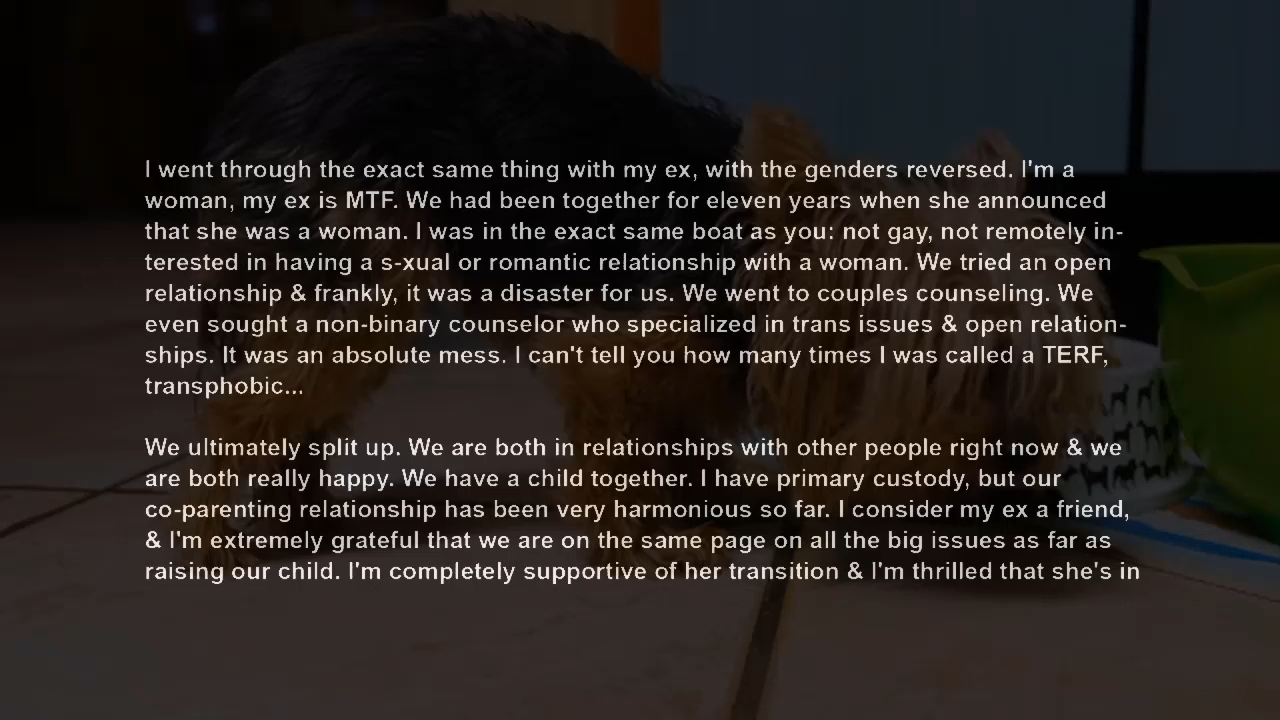 I went through the exact same thing with my ex, with the genders reversed. I'm a
woman, my ex is MTF. We had been together for eleven years when she announced
that she was a woman. I was in the exact same boat as you: not gay, not remotely in-
terested in having a s-xual or romantic relationship with a woman. We tried an open
relationship & frankly, it was a disaster for us. We went to couples counseling. We
even sought a non-binary counselor who specialized in trans issues & open relation-
ships. It was an absolute mess. I can't tell you how many times I was called a TERF,
transphobic...

We ultimately split up. We are both in relationships with other people right now & we
are both really happy. We have a child together. I have primary custody, but our
co-parenting relationship has been very harmonious so far. I consider my ex a friend,
& I'm extremely grateful that we are on the same page on all the big issues as far as
raising our child. I'm completely supportive of her transition & I'm thrilled that she's in